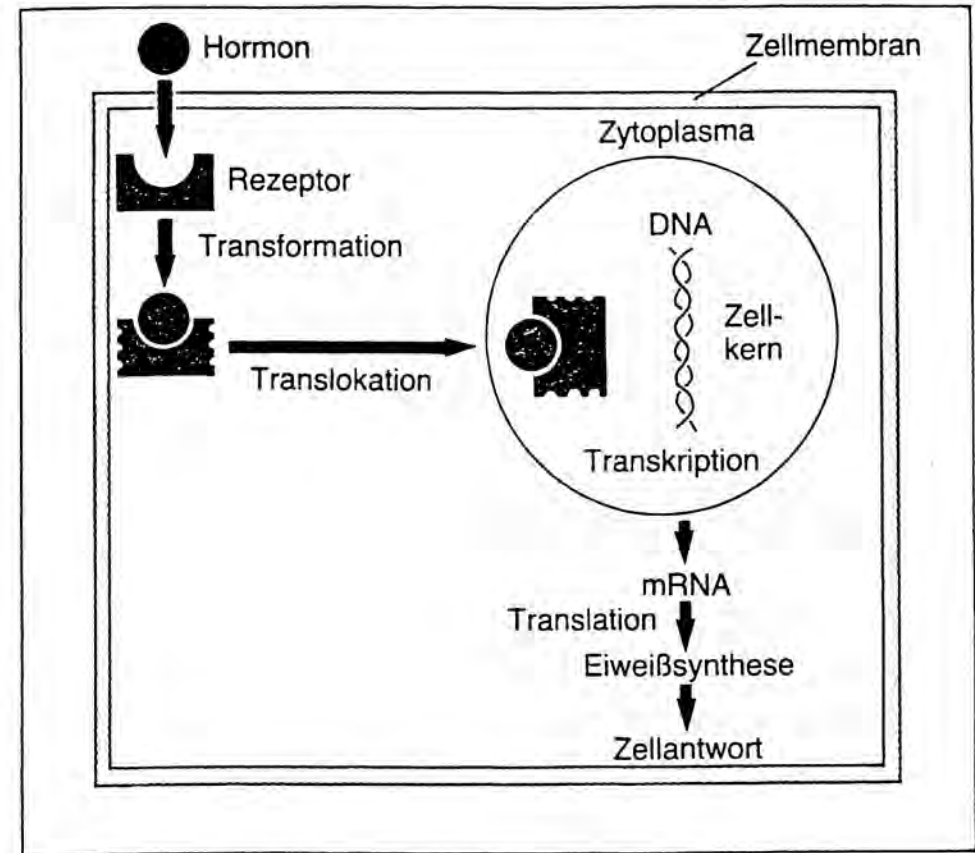 Hormon
Zellmembran
Zytoplasma
Rezeptor
DNA
Transformation
Zell-
kern
Translokation
Transkription
mRNA
Translation
Eiweißsynthese
Zellantwort